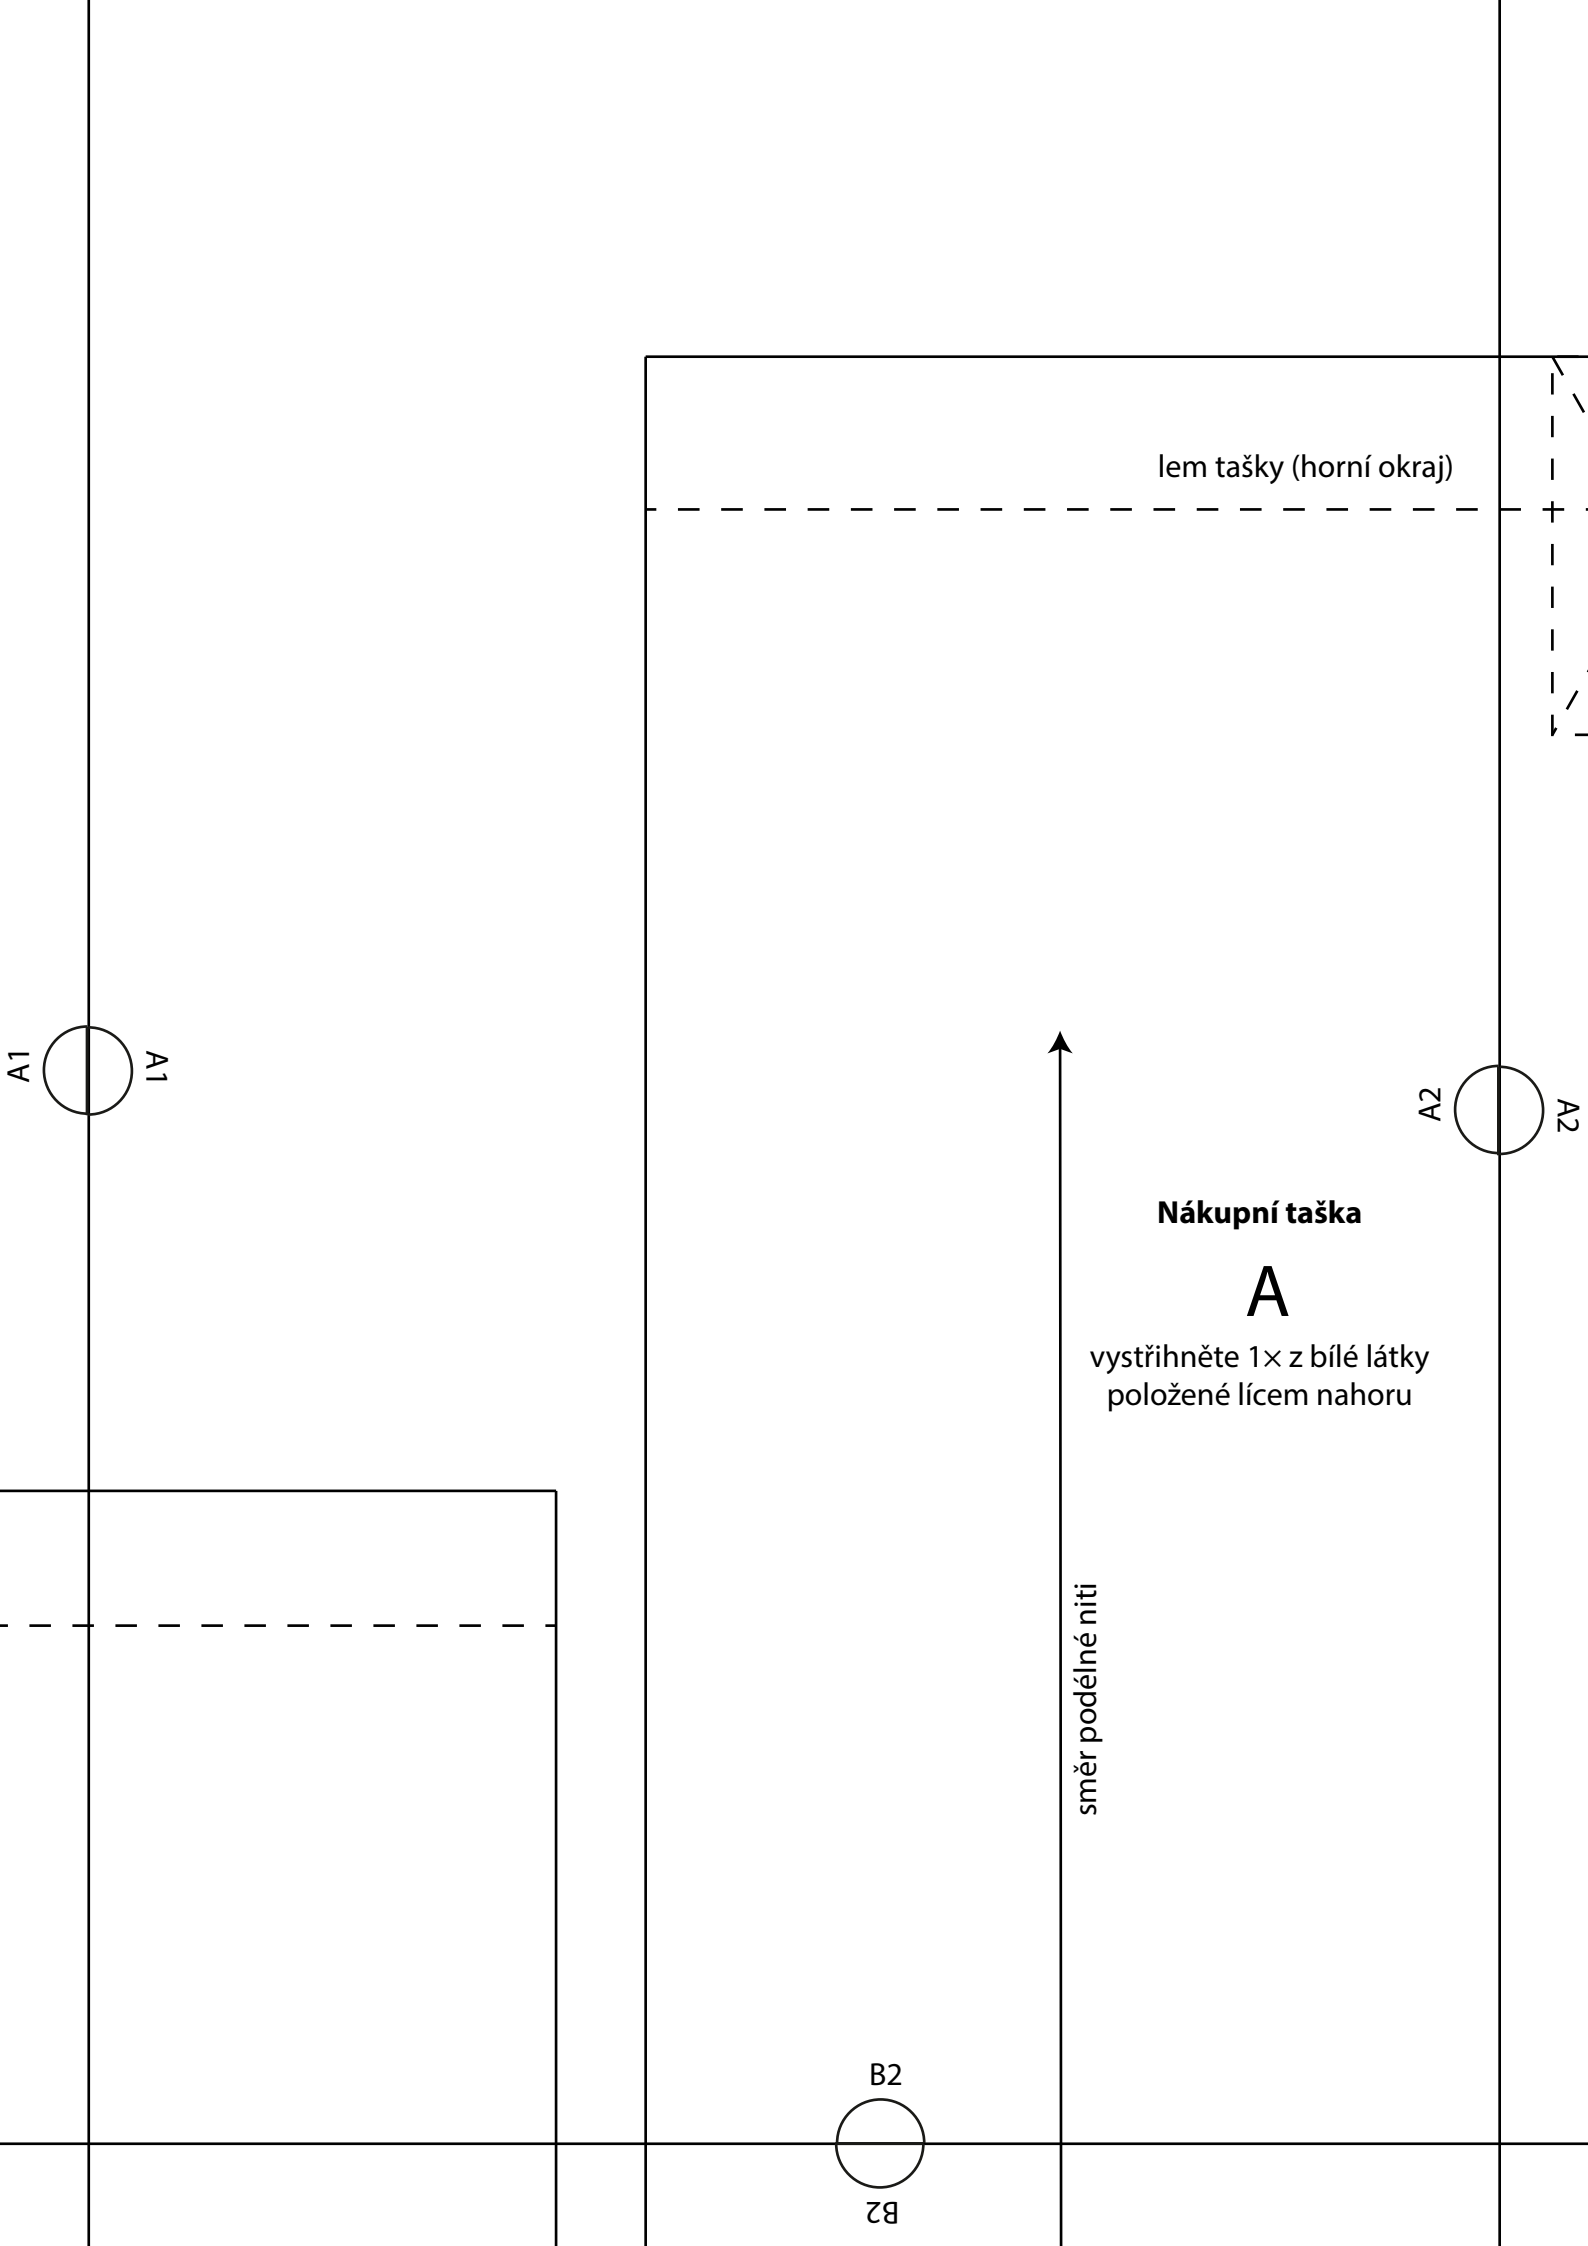 lem tašky (horní okraj)
A1
A1
A2
A2
Nákupní taška
A
vystřihněte 1× z bílé látky
položené lícem nahoru
směr podélné niti
B2
B2